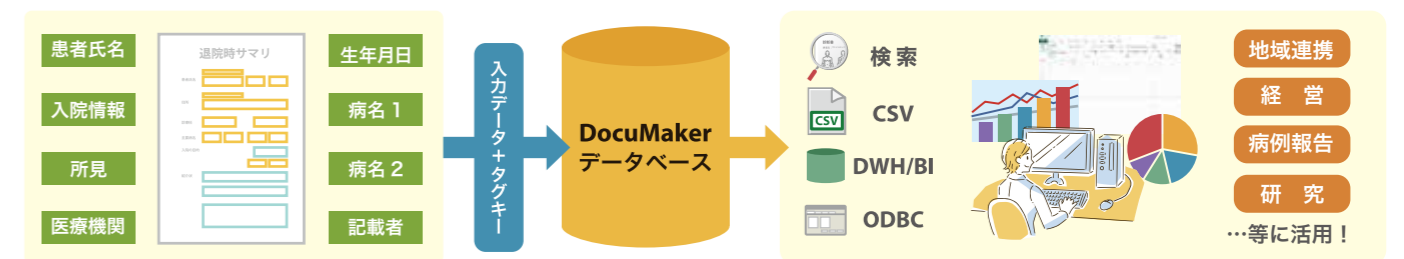 患者氏名
入院情報
所見
医療機関
退院時サマリ
生年月日
病名1
病名2
記載者
入力データ+タグキー
DocuMaker
データベース
検索
CSV
CSV
DWH/BI
ODBC
地域連携
経 営
病例報告
研 究
…等に活用！